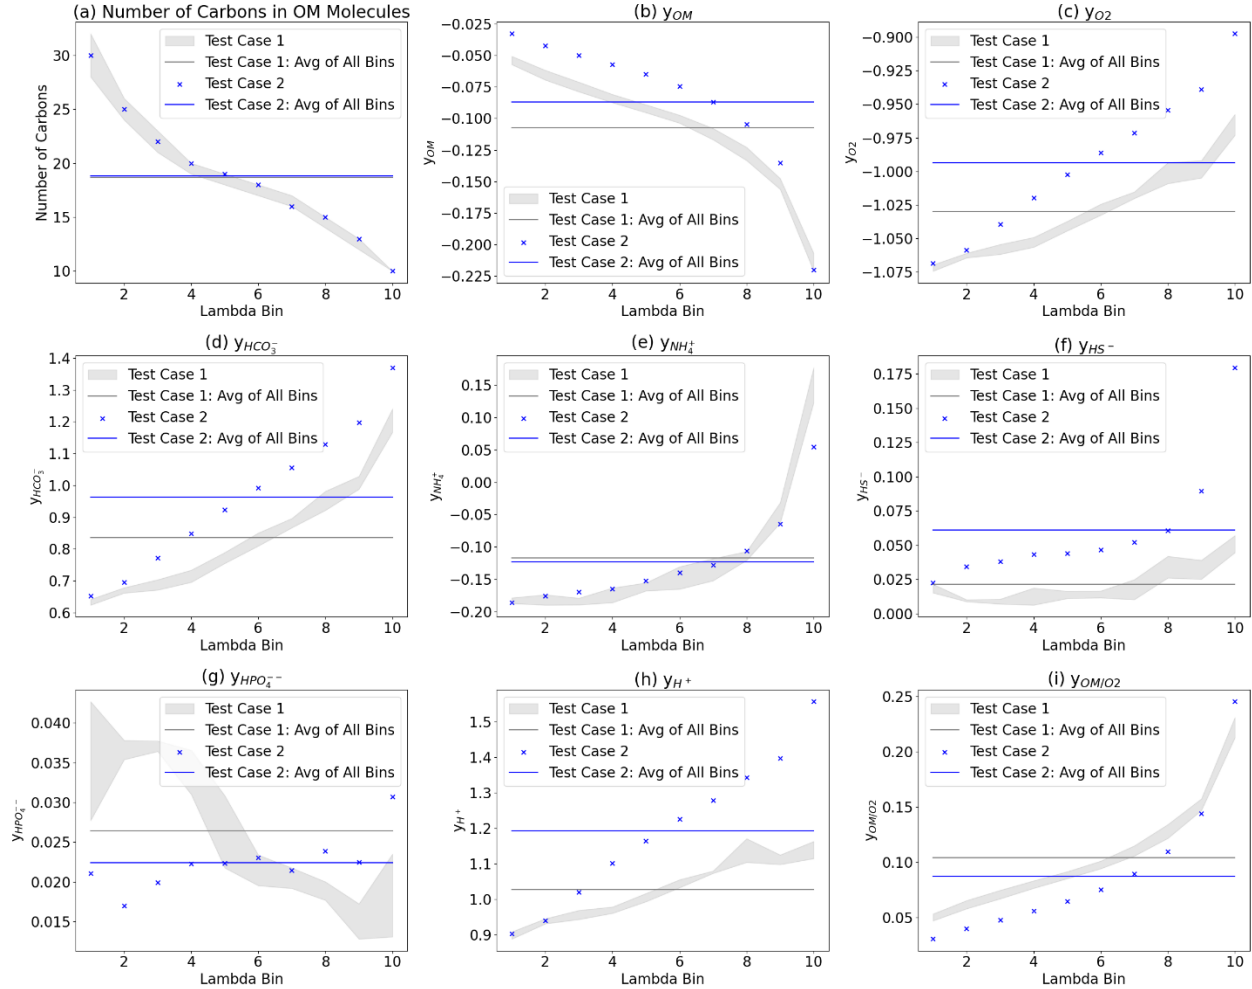 (a) Number of Carbons in OM Molecules
Number of Carbons
30
25
20
15
10
Test Case 1
Test Case 1: Avg of All Bins
Test Case 2
Test Case 2: Avg of All Bins
2 4 6 8 10
Lambda Bin
(b) y_OM
y_OM
−0.025
−0.050
−0.075
−0.100
−0.125
−0.150
−0.175
−0.200
−0.225
Test Case 1
Test Case 1: Avg of All Bins
Test Case 2
Test Case 2: Avg of All Bins
2 4 6 8 10
Lambda Bin
(c) y_O2
y_O2
−0.900
−0.925
−0.950
−0.975
−1.000
−1.025
−1.050
−1.075
Test Case 1
Test Case 1: Avg of All Bins
Test Case 2
Test Case 2: Avg of All Bins
2 4 6 8 10
Lambda Bin
(d) y_HCO₃⁻
y_HCO₃⁻
1.4
1.3
1.2
1.1
1.0
0.9
0.8
0.7
0.6
Test Case 1
Test Case 1: Avg of All Bins
Test Case 2
Test Case 2: Avg of All Bins
2 4 6 8 10
Lambda Bin
(e) y_NH₄⁺
y_NH₄⁺
0.15
0.10
0.05
0.00
−0.05
−0.10
−0.15
−0.20
Test Case 1
Test Case 1: Avg of All Bins
Test Case 2
Test Case 2: Avg of All Bins
2 4 6 8 10
Lambda Bin
(f) y_HS⁻
y_HS⁻
0.175
0.150
0.125
0.100
0.075
0.050
0.025
0.000
Test Case 1
Test Case 1: Avg of All Bins
Test Case 2
Test Case 2: Avg of All Bins
2 4 6 8 10
Lambda Bin
(g) y_HPO₄⁻⁻
y_HPO₄⁻⁻
0.040
0.035
0.030
0.025
0.020
0.015
Test Case 1
Test Case 1: Avg of All Bins
Test Case 2
Test Case 2: Avg of All Bins
2 4 6 8 10
Lambda Bin
(h) y_H⁺
y_H⁺
1.5
1.4
1.3
1.2
1.1
1.0
0.9
Test Case 1
Test Case 1: Avg of All Bins
Test Case 2
Test Case 2: Avg of All Bins
2 4 6 8 10
Lambda Bin
(i) y_OM/O2
y_OM/O2
0.25
0.20
0.15
0.10
0.05
Test Case 1
Test Case 1: Avg of All Bins
Test Case 2
Test Case 2: Avg of All Bins
2 4 6 8 10
Lambda Bin